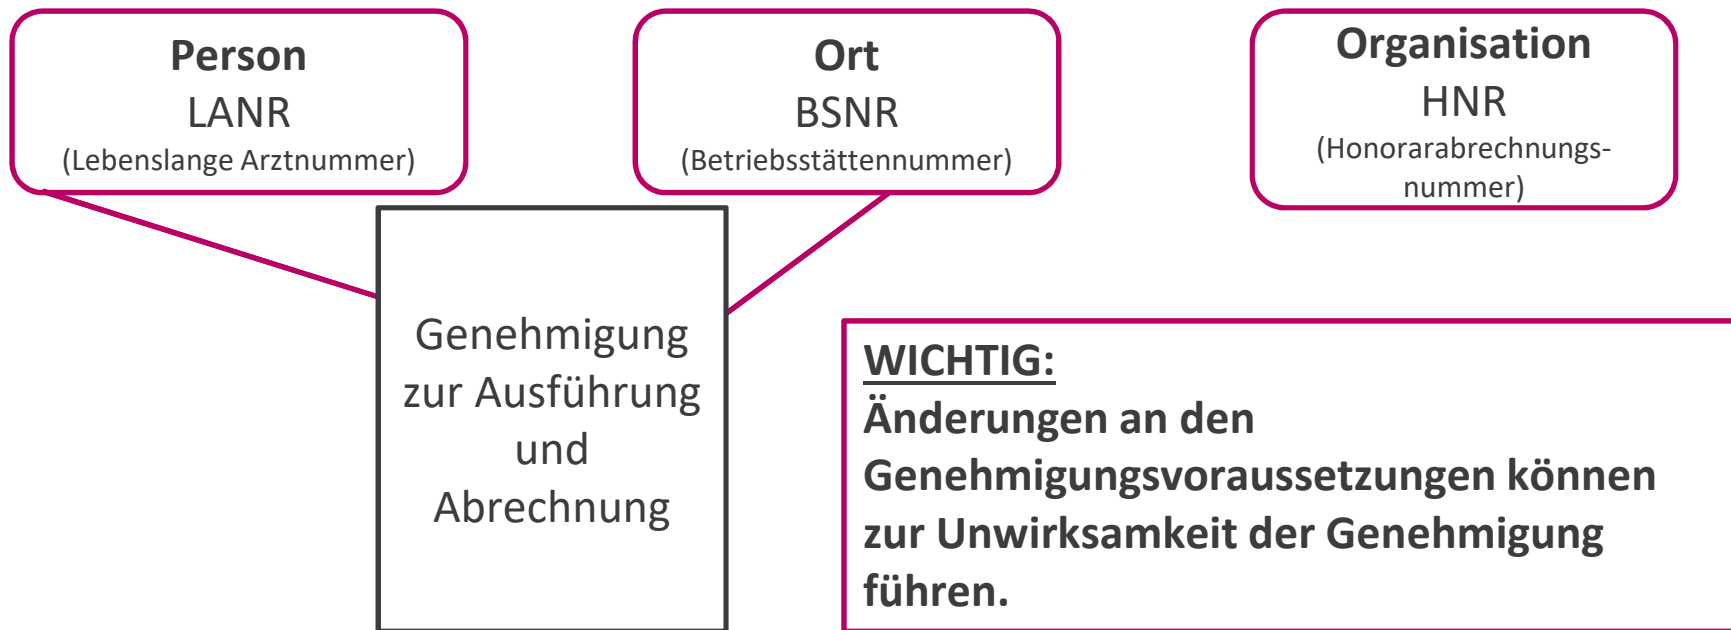 Person
LANR
(Lebenslange Arztnummer)
Ort
BSNR
(Betriebsstättennummer)
Organisation
HNR
(Honorarabrechnungs-
nummer)
Genehmigung
zur Ausführung
und
Abrechnung
WICHTIG:
Änderungen an den
Genehmigungsvoraussetzungen können
zur Unwirksamkeit der Genehmigung
führen.